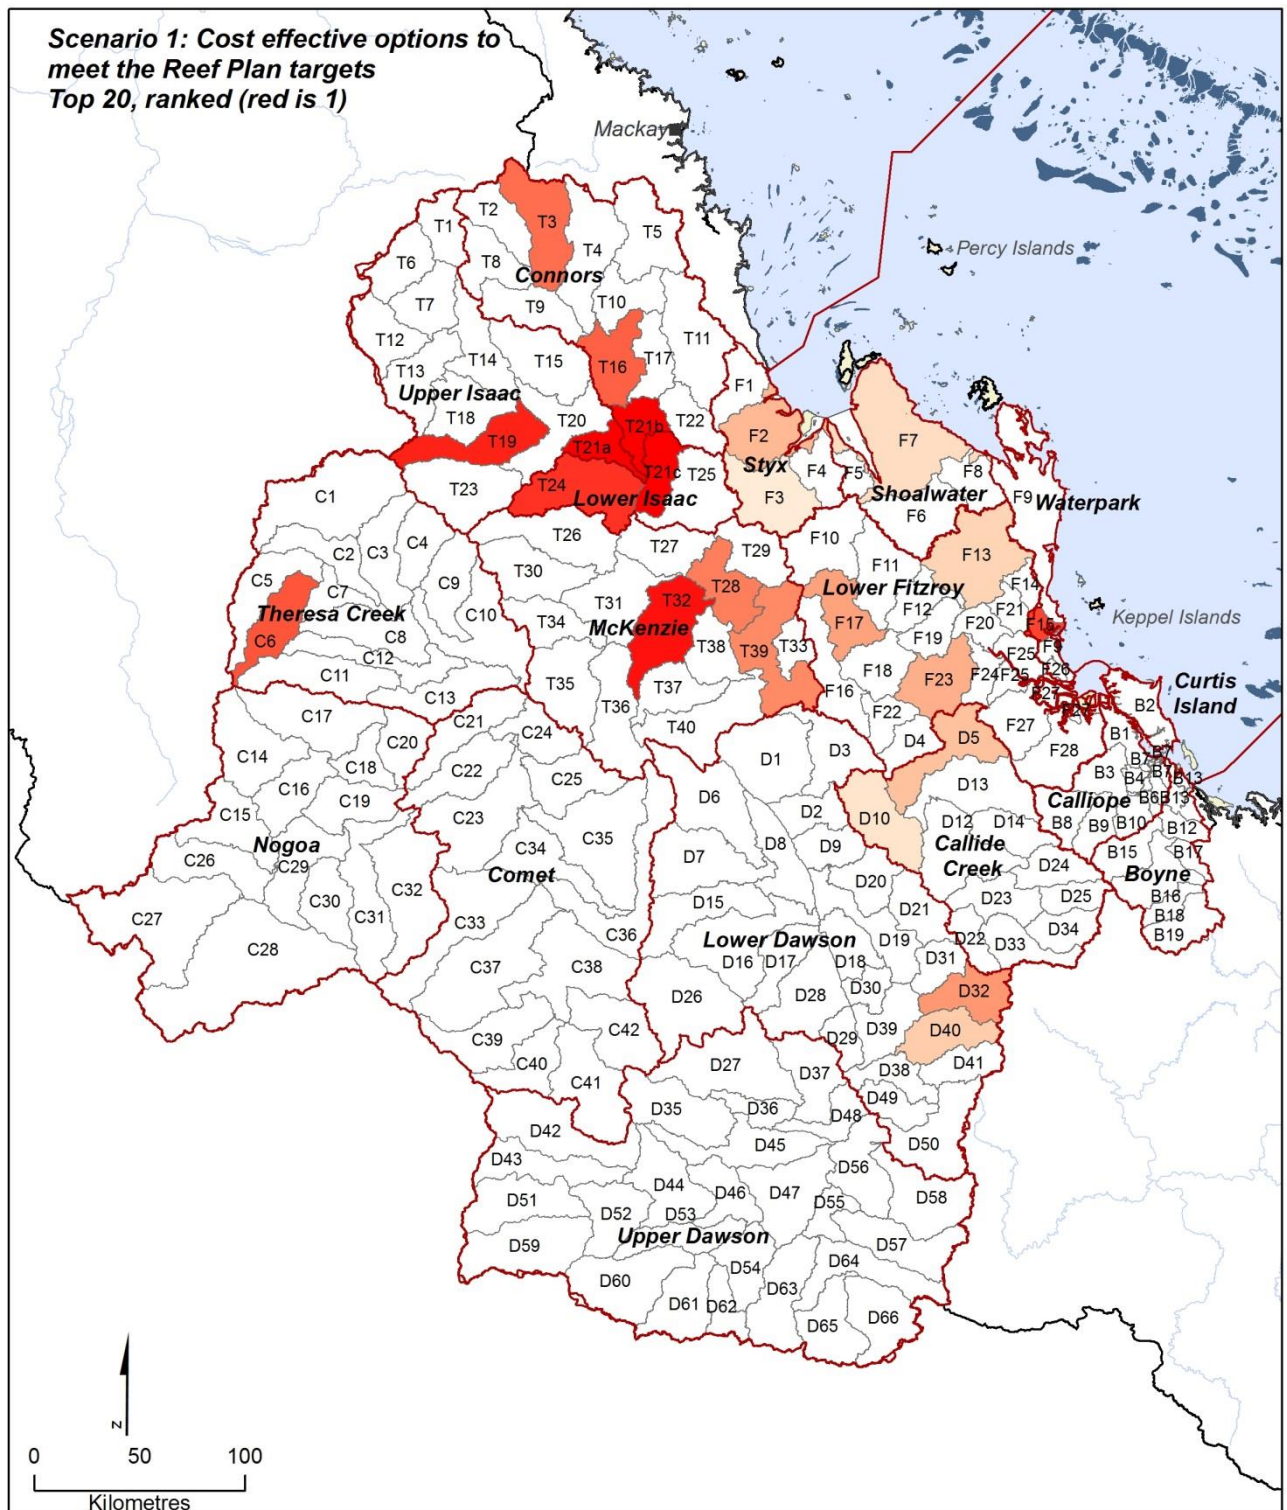 Scenario 1: Cost effective options to
meet the Reef Plan targets
Top 20, ranked (red is 1)
Mackay
T1
T2
T3
T4
T5
T6
T7
T8
Connors
Percy Islands
T9
T10
T11
T12
T13
T14
T15
T16
T17
Upper Isaac
T18
T19
T20
T21a
T21b
T21c
T22
T23
T24
T25
Lower Isaac
F1
F2
Styx
F3
F4
F5
F6
F7
F8
Shoalwater
F9
Waterpark
C1
C2
C3
C4
C5
C6
C7
C8
C9
C10
Theresa Creek
C11
C12
C13
T26
T27
T28
T29
T30
T31
T32
McKenzie
T33
T34
T35
T36
T37
T38
T39
T40
F10
F11
Lower Fitzroy
F12
F13
F14
F15
F16
F17
F18
F19
F20
F21
F22
F23
F24
F25
F25
F9
F26
F27
F27
F27
F28
Keppel Islands
Curtis
Island
B2
B1
B7
B7
B7
B13
B3
B4
B6
B13
Calliope
B8
B9
B10
B12
B15
B17
Boyne
B16
B18
B19
C14
C15
C16
C17
C18
C19
C20
Nogoa
C26
C27
C28
C29
C30
C31
C32
C21
C22
C23
C24
C25
C34
C35
Comet
C33
C36
C37
C38
C39
C40
C41
C42
D1
D2
D3
D4
D5
D6
D7
D8
D9
D10
D12
D13
D14
Callide
Creek
D15
Lower Dawson
D16
D17
D18
D19
D20
D21
D22
D23
D24
D25
D26
D28
D29
D30
D31
D32
D33
D34
D38
D39
D40
D41
D49
D50
D27
D35
D36
D37
D42
D43
D44
D45
D46
D47
D48
D51
D52
D53
D54
D55
D56
D57
D58
Upper Dawson
D59
D60
D61
D62
D63
D64
D65
D66
z
0 50 100
Kilometres